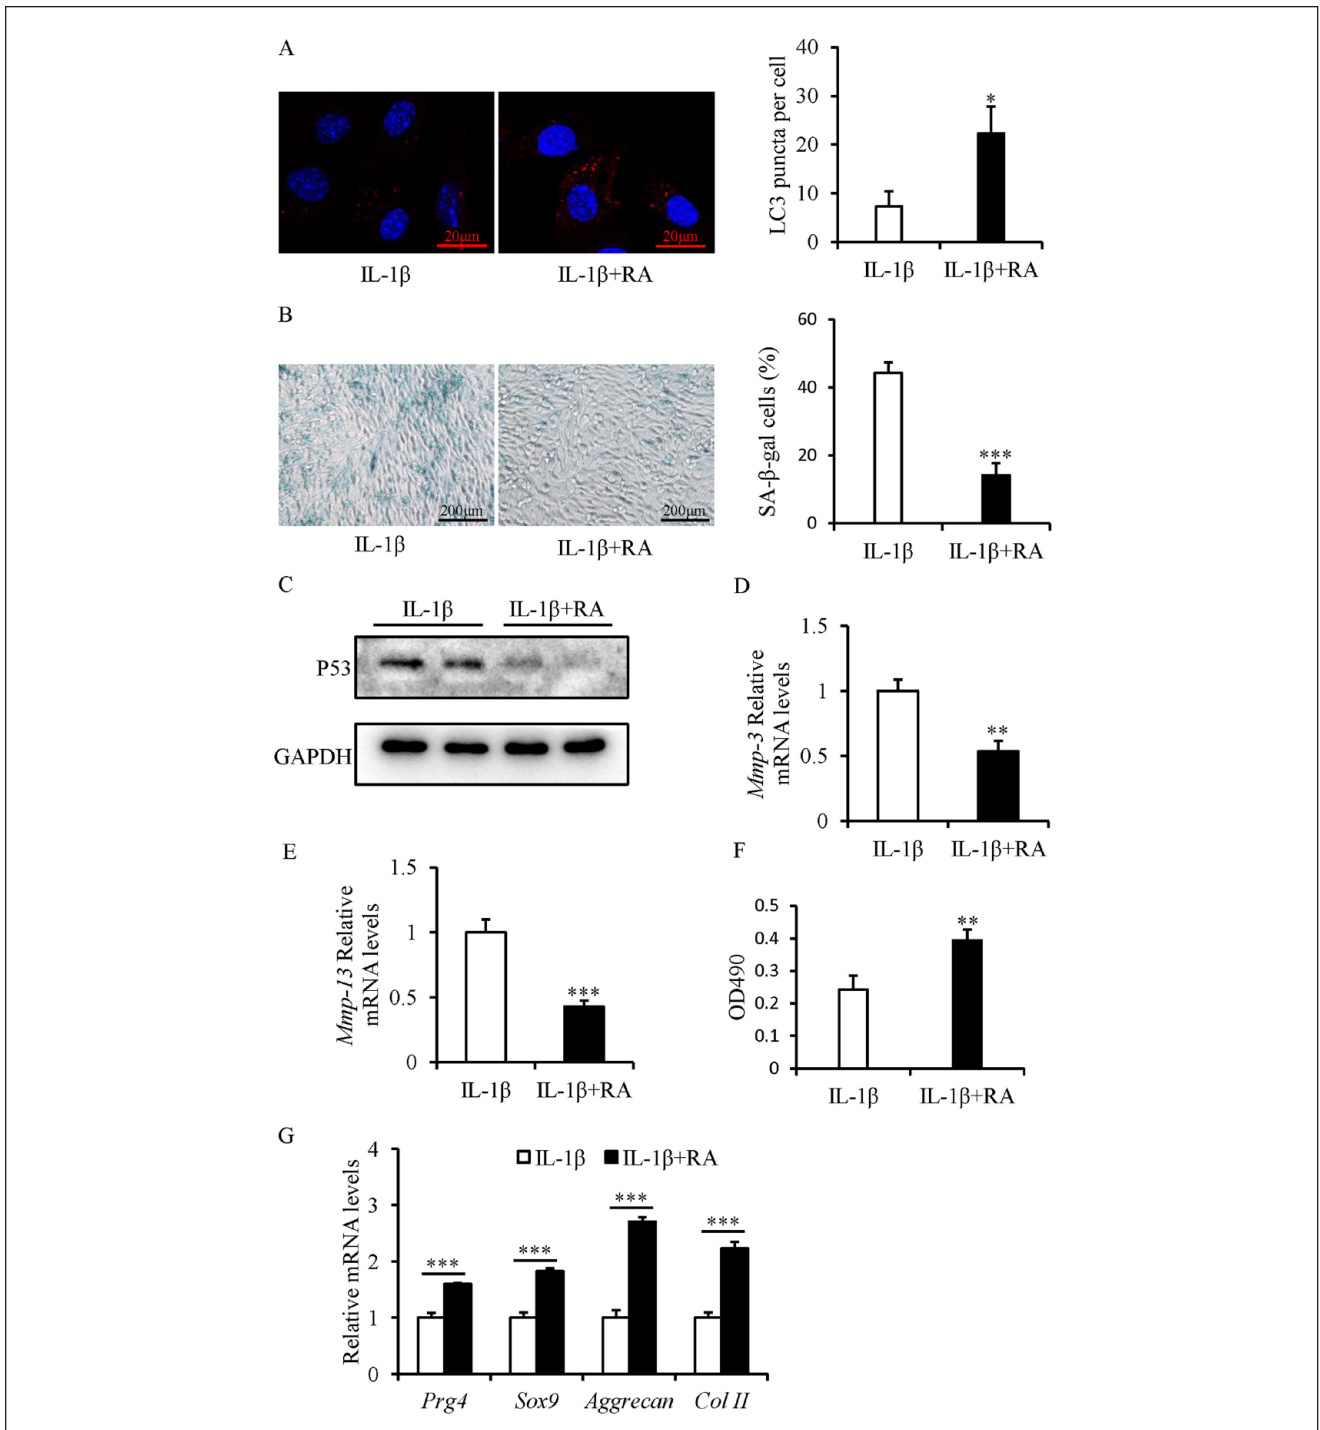 A
20μm
20μm
IL-1β
IL-1β+RA
LC3 puncta per cell
40
30
20
10
0
*
IL-1β
IL-1β+RA
B
200μm
200μm
IL-1β
IL-1β+RA
SA-β-gal cells (%)
60
40
20
0
***
IL-1β
IL-1β+RA
C
IL-1β
IL-1β+RA
P53
GAPDH
D
Mmp-3 Relative
mRNA levels
1.5
1
0.5
0
**
IL-1β
IL-1β+RA
E
Mmp-13 Relative
mRNA levels
1.5
1
0.5
0
***
IL-1β
IL-1β+RA
F
OD490
0.5
0.4
0.3
0.2
0.1
0
**
IL-1β
IL-1β+RA
G
Relative mRNA levels
4
3
2
1
0
IL-1β
IL-1β+RA
***
***
***
***
Prg4
Sox9
Aggrecan
Col II